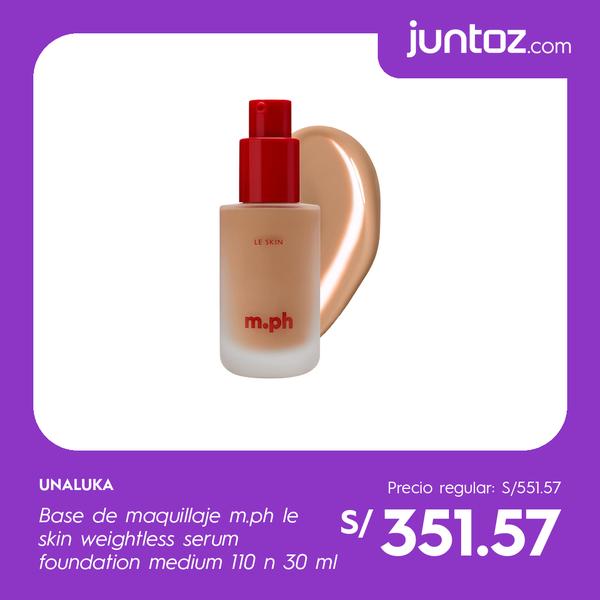 juntoz.com
LE SKIN
m.ph
UNALUKA
Base de maquillaje m.ph le
skin weightless serum
foundation medium 110 n 30 ml
Precio regular: S/551.57
S/ 351.57